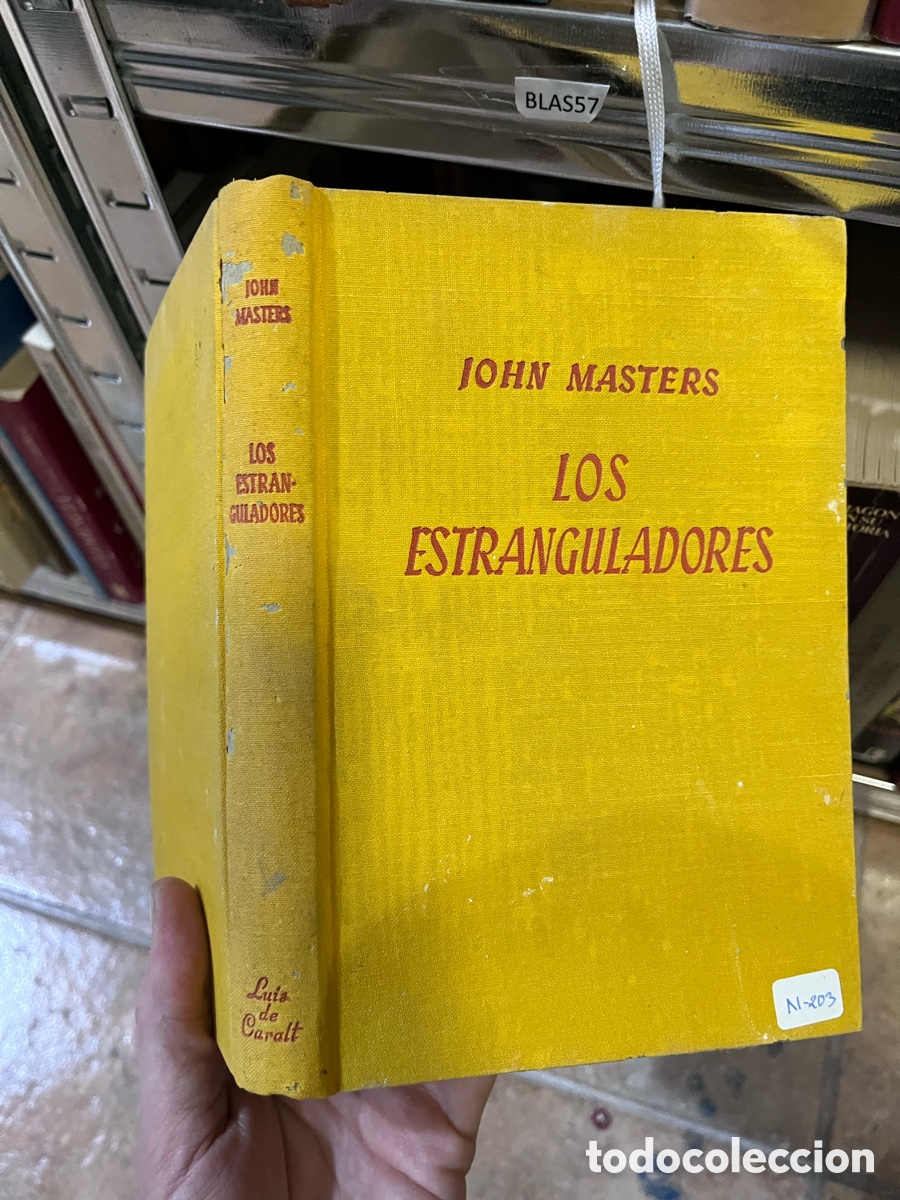 BLAS57
JOHN
MASTERS
LOS
ESTRAN-
GULADORES
Luis
de
Caralt
JOHN MASTERS
LOS
ESTRANGULADORES
N-203
todocoleccion